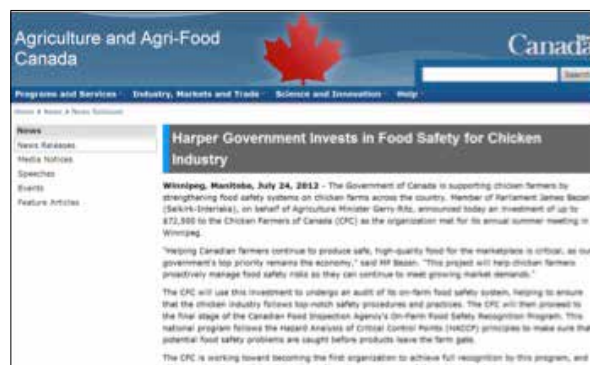 Agriculture and Agri-Food
Canada
Canada
Search
Programs and Services Industry, Markets and Trade Science and Innovation Help
Home > News > News Releases
News
News Releases
Media Notices
Speeches
Events
Feature Articles
Harper Government Invests in Food Safety for Chicken
Industry
Winnipeg, Manitoba, July 24, 2012 - The Government of Canada is supporting chicken farmers by
strengthening food safety systems on chicken farms across the country. Member of Parliament James Bezan
(Selkirk-Interlake), on behalf of Agriculture Minister Gerry Ritz, announced today an investment of up to
$72,500 to the Chicken Farmers of Canada (CFC) as the organization met for its annual summer meeting in
Winnipeg.
"Helping Canadian farmers continue to produce safe, high-quality food for the marketplace is critical, as our
government's top priority remains the economy," said MP Bezan. "This project will help chicken farmers
proactively manage food safety risks so they can continue to meet growing market demands."
The CFC will use this investment to undergo an audit of its on-farm food safety system, helping to ensure
that the chicken industry follows top-notch safety procedures and practices. The CFC will then proceed to
the final stage of the Canadian Food Inspection Agency's On-Farm Food Safety Recognition Program. This
national program follows the Hazard Analysis of Critical Control Points (HACCP) principles to make sure that
potential food safety problems are caught before products leave the farm gate.
The CFC is working toward becoming the first organization to achieve full recognition by this program, and